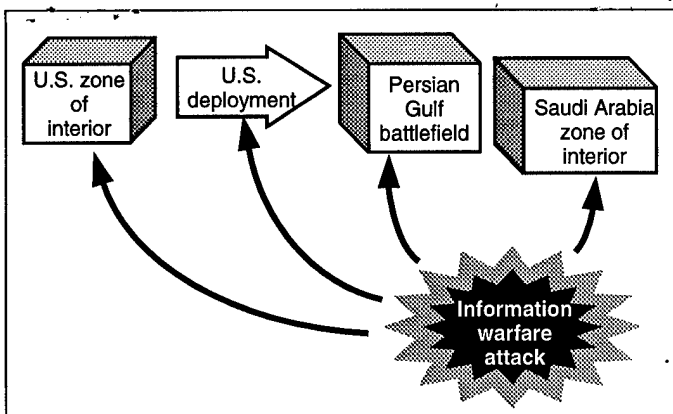 U.S. zone
of
interior
U.S.
deployment
Persian
Gulf
battlefield
Saudi Arabia
zone of
interior
Information
warfare
attack